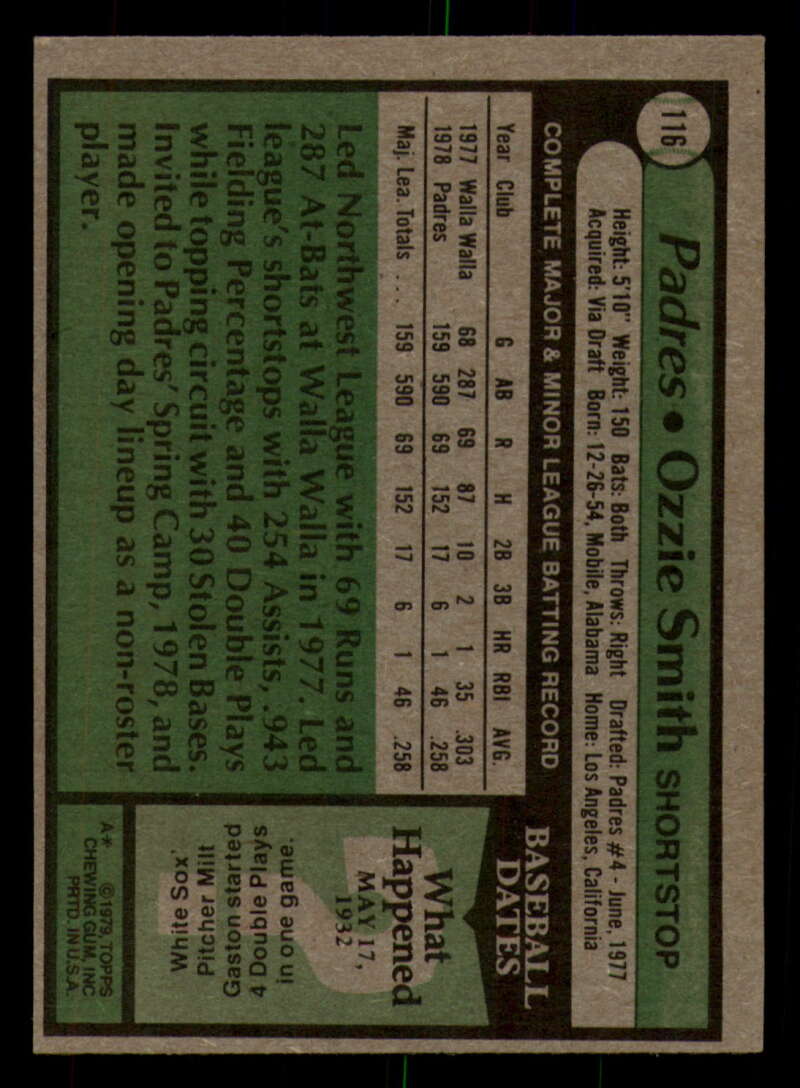 116
Padres • Ozzie Smith SHORTSTOP
Height: 5'10" Weight: 150 Bats: Both Throws: Right Drafted: Padres #4 - June, 1977
Acquired: Via Draft Born: 12-26-54, Mobile, Alabama Home: Los Angeles, California
COMPLETE MAJOR & MINOR LEAGUE BATTING RECORD
Year Club G AB R H 2B 3B HR RBI AVG.
1977 Walla Walla 68 287 69 87 10 2 1 35 .303
1978 Padres 159 590 69 152 17 6 1 46 .258
Maj. Lea. Totals . . . 159 590 69 152 17 6 1 46 .258
Led Northwest League with 69 Runs and
287 At-Bats at Walla Walla in 1977. Led
league's shortstops with 254 Assists, .943
Fielding Percentage and 40 Double Plays
while topping circuit with 30 Stolen Bases.
Invited to Padres' Spring Camp, 1978, and
made opening day lineup as a non-roster
player.
BASEBALL
DATES
What
Happened
MAY 17,
1932
?
White Sox'
Pitcher Milt
Gaston started
4 Double Plays
in one game.
A* ©1979, TOPPS
CHEWING GUM, INC
PRTD. IN U.S.A.